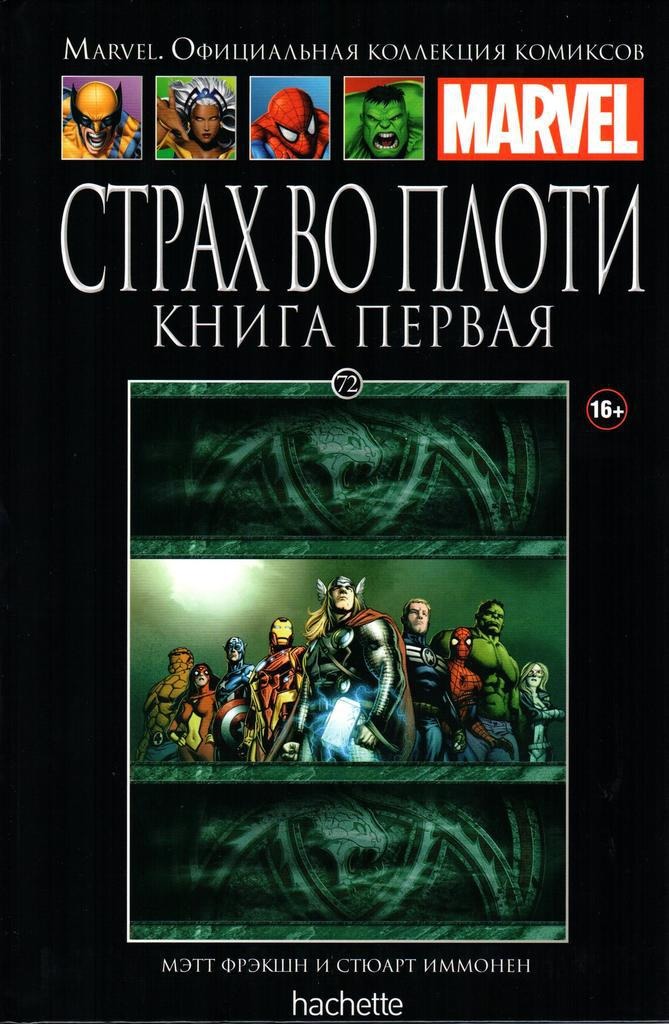 Marvel. Официальная коллекция комиксов
MARVEL
СТРАХ ВО ПЛОТИ
КНИГА ПЕРВАЯ
72
16+
МЭТТ ФРЭКШН И СТЮАРТ ИММОНЕН
hachette